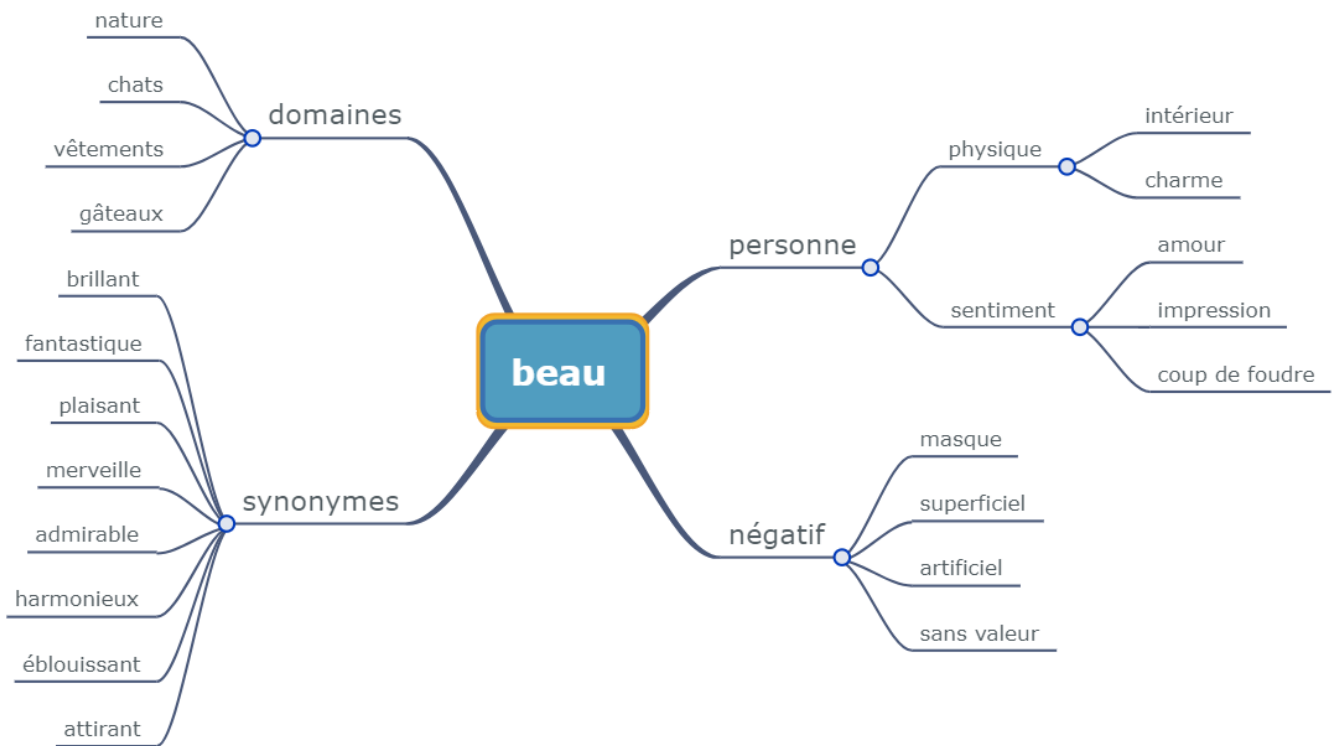 beau
domaines
nature
chats
vêtements
gâteaux
synonymes
brillant
fantastique
plaisant
merveille
admirable
harmonieux
éblouissant
attirant
personne
physique
intérieur
charme
sentiment
amour
impression
coup de foudre
négatif
masque
superficiel
artificiel
sans valeur